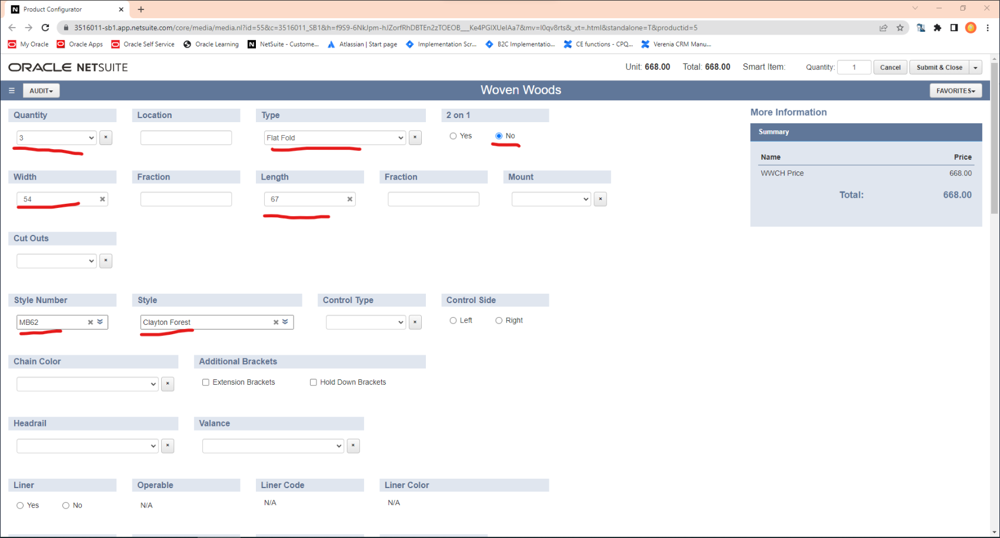 Product Configurator
3516011-sb1.app.netsuite.com/core/media/media.nl?id=55&c=3516011_SB1&h=f9S9-6NkJpm-hJZorfRhDBTEn2zTOEOB___Ke4PGlXUeIAa7&mv=l0qv8rts&_xt=.html&standalone=T&productid=5
My Oracle Oracle Apps Oracle Self Service Oracle Learning NetSuite - Custome... Atlassian | Start page Implementation Scr... B2C Implementatio... CE functions - CPQ... Verenia CRM Manu...
ORACLE NETSUITE Unit: 668.00 Total: 668.00 Smart Item: Quantity: 1 Cancel Submit & Close
AUDIT Woven Woods FAVORITES
Quantity Location Type 2 on 1
3 Flat Fold Yes No
More Information
Summary
Name Price
WWCH Price 668.00
Total: 668.00
Width Fraction Length Fraction Mount
54 67
Cut Outs
Style Number Style Control Type Control Side
MB62 Clayton Forest Left Right
Chain Color Additional Brackets
Extension Brackets Hold Down Brackets
Headrail Valance
Liner Operable Liner Code Liner Color
Yes No N/A N/A N/A